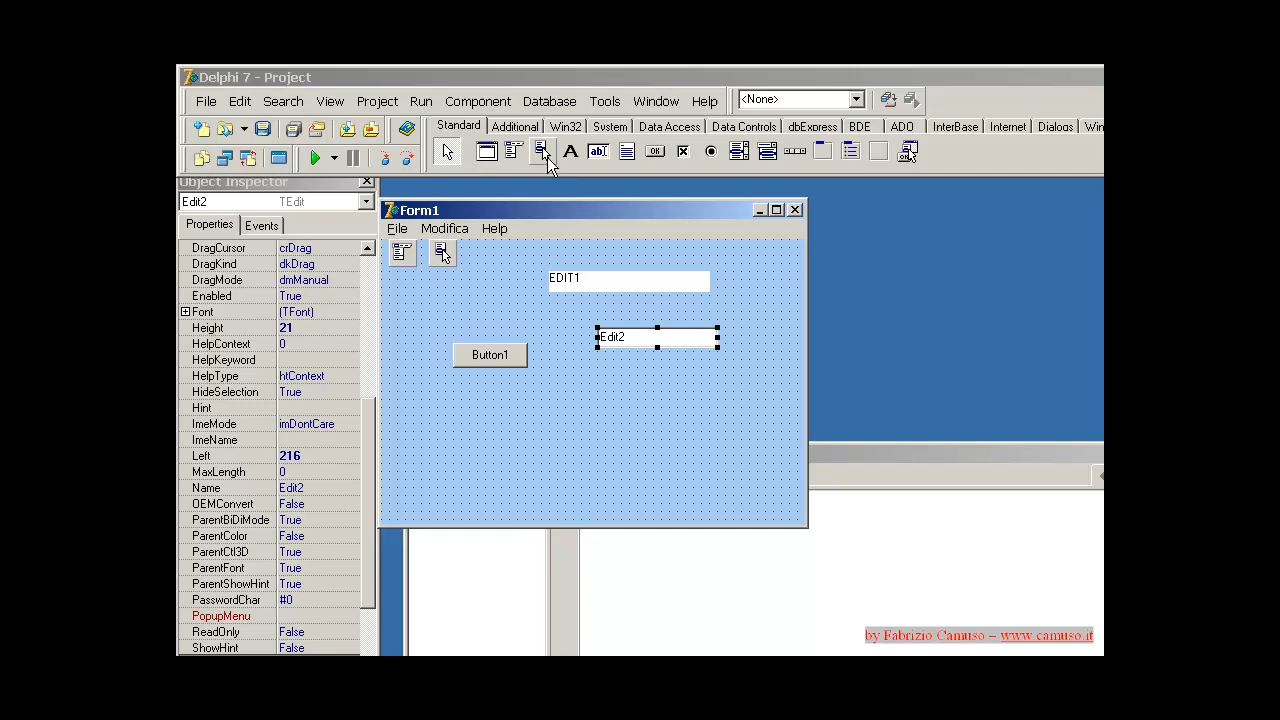 Delphi 7 - Project
File Edit Search View Project Run Component Database Tools Window Help <None>
Standard Additional Win32 System Data Access Data Controls dbExpress BDE ADO InterBase Internet Dialogs Win
Object Inspector
Edit2 TEdit
Properties Events
DragCursor crDrag
DragKind dkDrag
DragMode dmManual
Enabled True
Font (TFont)
Height 21
HelpContext 0
HelpKeyword
HelpType htContext
HideSelection True
Hint
ImeMode imDontCare
ImeName
Left 216
MaxLength 0
Name Edit2
OEMConvert False
ParentBiDiMode True
ParentColor False
ParentCtl3D True
ParentFont True
ParentShowHint True
PasswordChar #0
PopupMenu
ReadOnly False
ShowHint False
Form1
File Modifica Help
EDIT1
Edit2
Button1
by Fabrizio Camuso – www.camuso.it